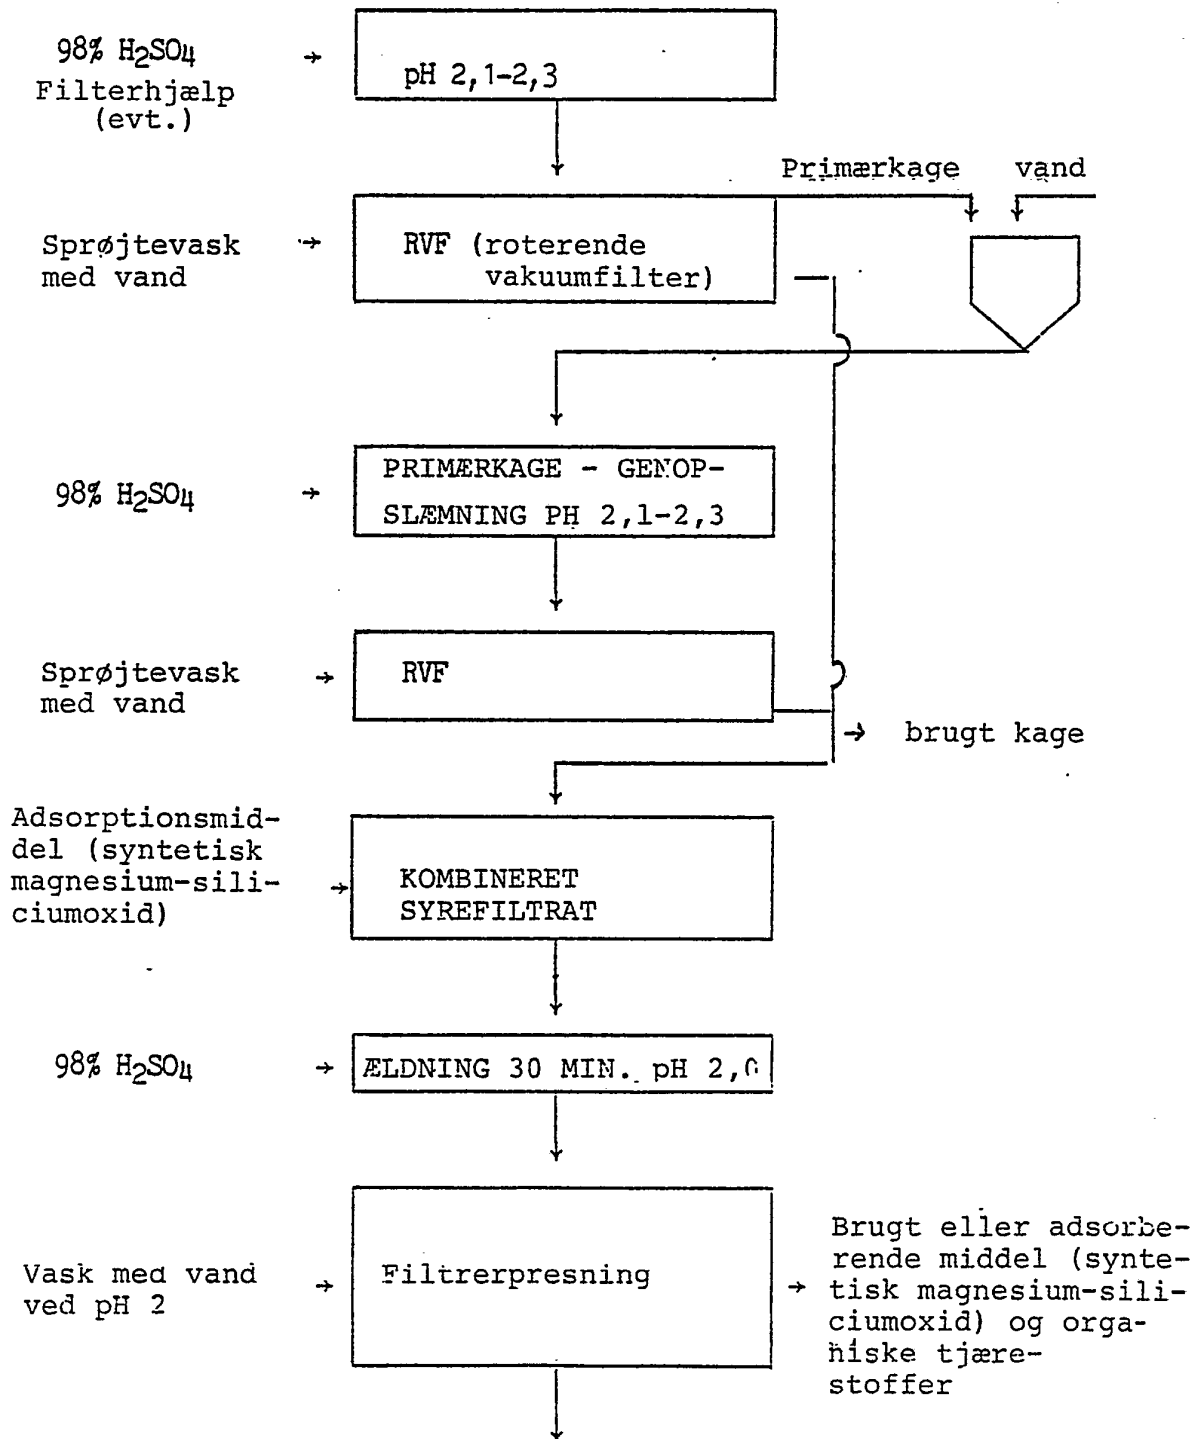 98% H2SO4
Filterhjælp
(evt.)
pH 2,1-2,3
Primærkage vand
Sprøjtevask
med vand
RVF (roterende
vakuumfilter)
98% H2SO4
PRIMÆRKAGE - GENOP-
SLÆMNING PH 2,1-2,3
Sprøjtevask
med vand
RVF
brugt kage
Adsorptionsmid-
del (syntetisk
magnesium-sili-
ciumoxid)
KOMBINERET
SYREFILTRAT
98% H2SO4
ÆLDNING 30 MIN. pH 2,0
Vask med vand
ved pH 2
Filtrerpresning
Brugt eller adsorbe-
rende middel (synte-
tisk magnesium-sili-
ciumoxid) og orga-
niske tjære-
stoffer